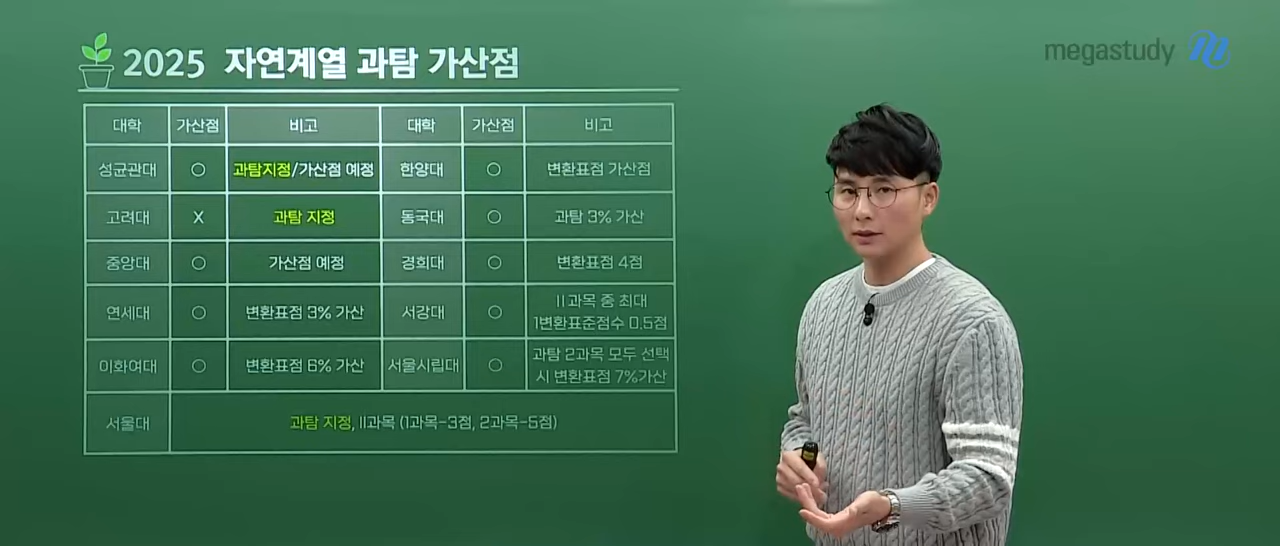 2025 자연계열 과탐 가산점
megastudy
대학 가산점 비고 대학 가산점 비고
성균관대 ○ 과탐지정/가산점 예정 한양대 ○ 변환표점 가산점
고려대 X 과탐 지정 동국대 ○ 과탐 3% 가산
중앙대 ○ 가산점 예정 경희대 ○ 변환표점 4점
연세대 ○ 변환표점 3% 가산 서강대 ○ II과목 중 최대
1변환표준점수 0.5점
이화여대 ○ 변환표점 6% 가산 서울시립대 ○ 과탐 2과목 모두 선택
시 변환표점 7%가산
서울대 과탐 지정, II과목 (1과목-3점, 2과목-5점)